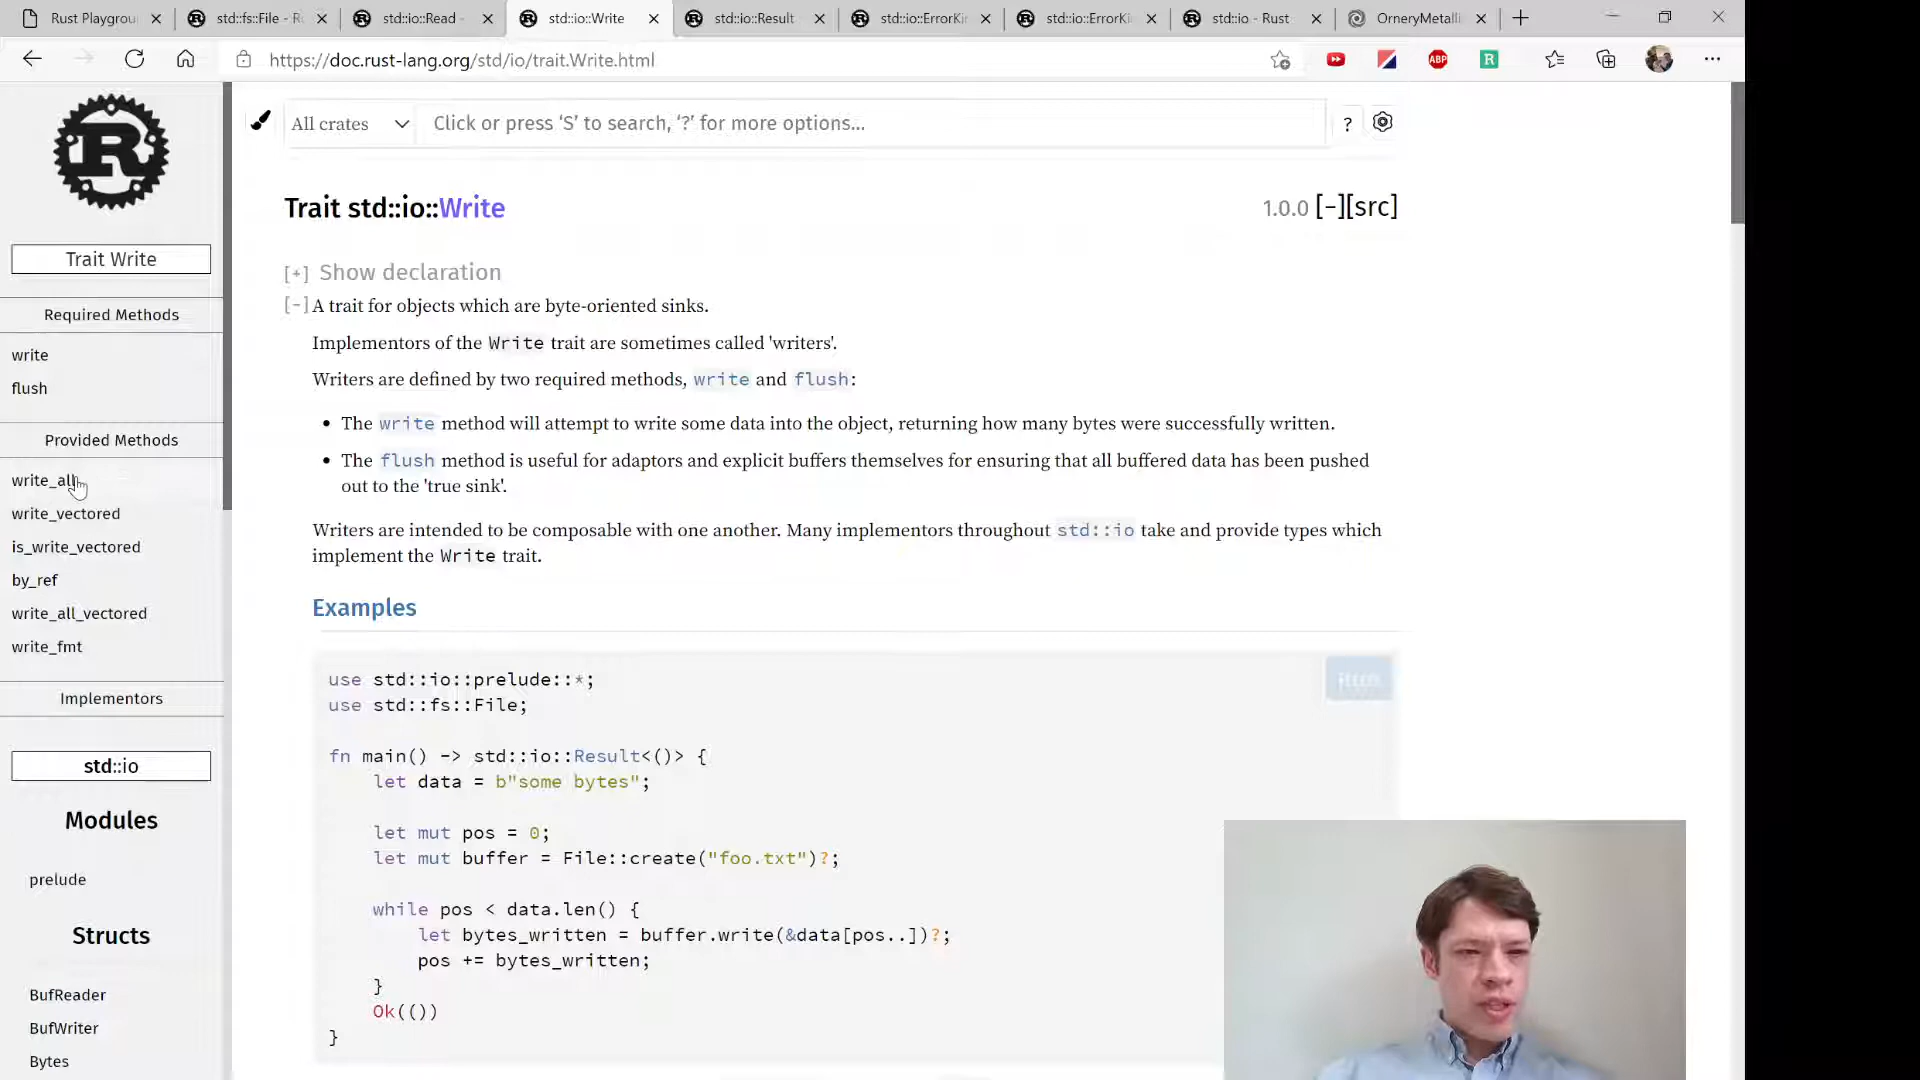 Rust Playgrou
std::fs::File - R
std::io::Read -
std::io::Write
std::io::Result
std::io::ErrorKi
std::io::ErrorKi
std::io - Rust
OrneryMetalli
https://doc.rust-lang.org/std/io/trait.Write.html
ABP
R
All crates
Click or press ‘S’ to search, ‘?’ for more options…
?
R
Trait Write
Required Methods
write
flush
Provided Methods
write_all
write_vectored
is_write_vectored
by_ref
write_all_vectored
write_fmt
Implementors
std::io
Modules
prelude
Structs
BufReader
BufWriter
Bytes
Trait std::io::Write
1.0.0 [-][src]
[+] Show declaration
[-] A trait for objects which are byte-oriented sinks.
Implementors of the Write trait are sometimes called 'writers'.
Writers are defined by two required methods, write and flush:
• The write method will attempt to write some data into the object, returning how many bytes were successfully written.
• The flush method is useful for adaptors and explicit buffers themselves for ensuring that all buffered data has been pushed
out to the 'true sink'.
Writers are intended to be composable with one another. Many implementors throughout std::io take and provide types which
implement the Write trait.
Examples
use std::io::prelude::*;
use std::fs::File;
fn main() -> std::io::Result<()> {
let data = b"some bytes";
let mut pos = 0;
let mut buffer = File::create("foo.txt")?;
while pos < data.len() {
let bytes_written = buffer.write(&data[pos..])?;
pos += bytes_written;
}
Ok(())
}